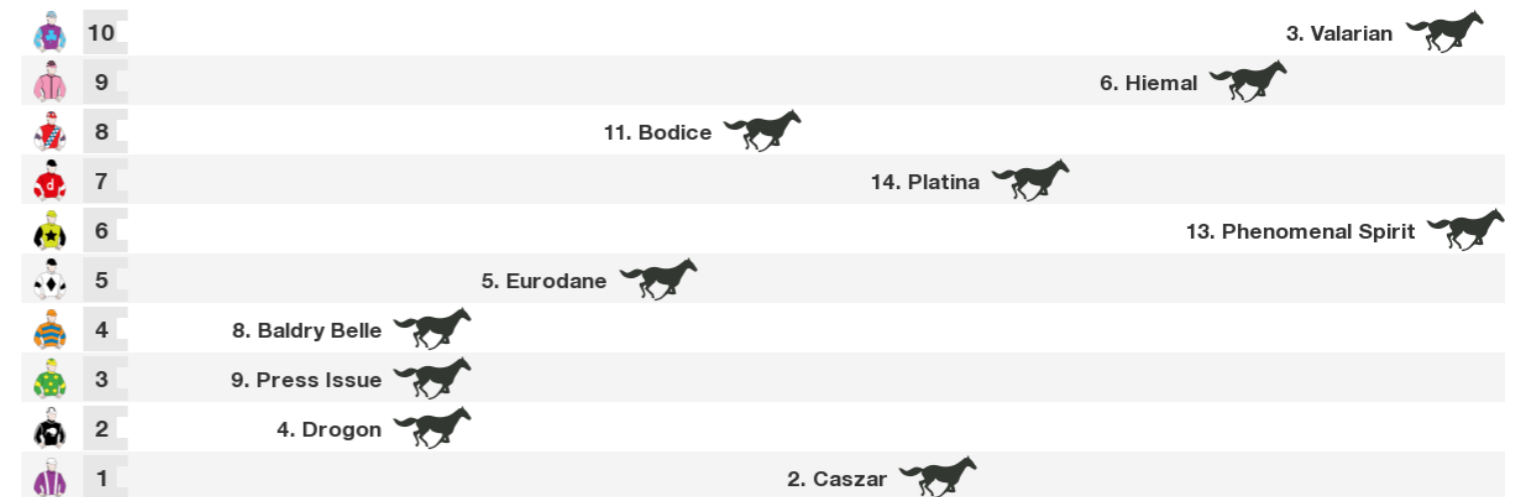 10 3. Valarian
9 6. Hiemal
8 11. Bodice
d 7 14. Platina
6 13. Phenomenal Spirit
5 5. Eurodane
4 8. Baldry Belle
3 9. Press Issue
2 4. Drogon
1 2. Caszar